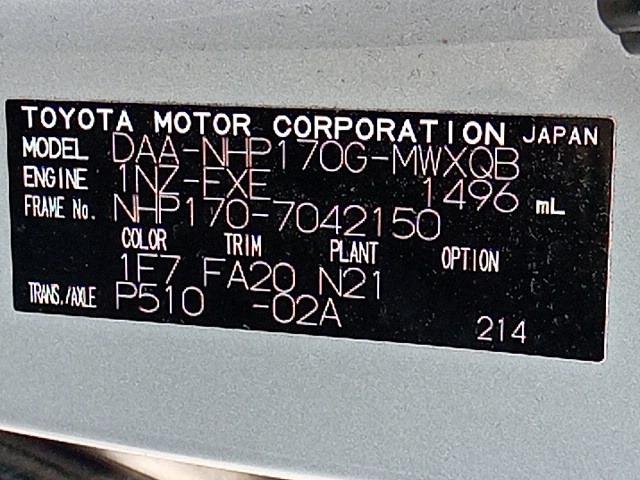 TOYOTA MOTOR CORPORATION JAPAN
MODEL DAA-NHP170G-MWXQB
ENGINE 1NZ-FXE 1496 mL
FRAME No. NHP170-7042150
COLOR TRIM PLANT OPTION
1F7 FA20 N21
TRANS./AXLE P510 -02A
214